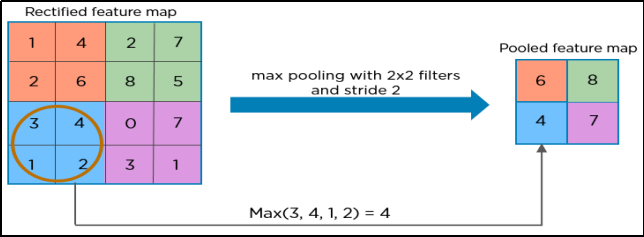 Rectified feature map
1 4 2 7
2 6 8 5
3 4 0 7
1 2 3 1
max pooling with 2x2 filters
and stride 2
Pooled feature map
6 8
4 7
Max(3, 4, 1, 2) = 4